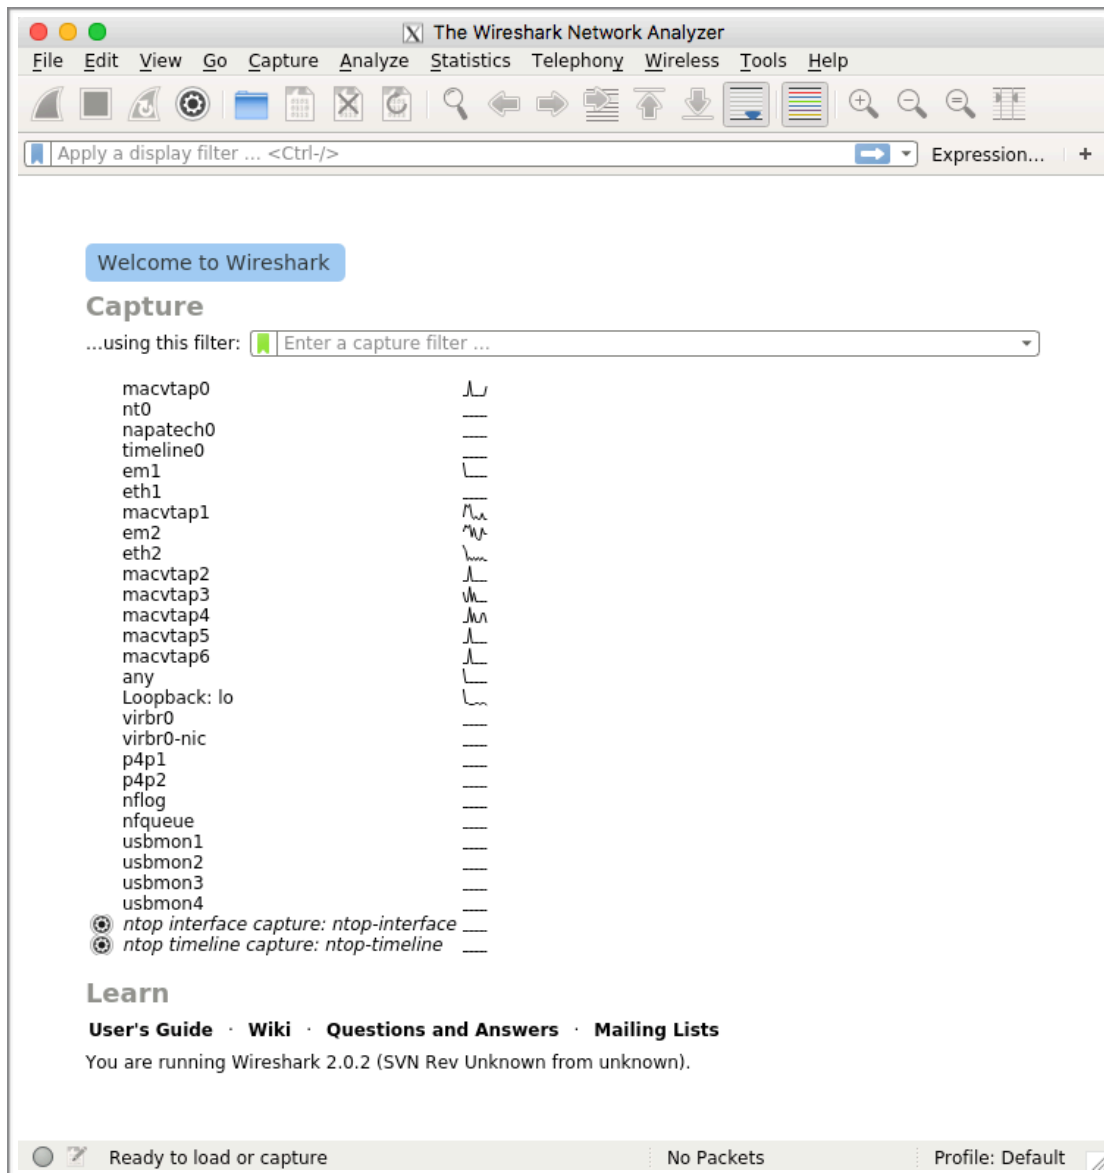 The Wireshark Network Analyzer
File Edit View Go Capture Analyze Statistics Telephony Wireless Tools Help
Apply a display filter ... <Ctrl-/> Expression... +
Welcome to Wireshark
Capture
...using this filter: Enter a capture filter ...
macvtap0
nt0
napatech0
timeline0
em1
eth1
macvtap1
em2
eth2
macvtap2
macvtap3
macvtap4
macvtap5
macvtap6
any
Loopback: lo
virbr0
virbr0-nic
p4p1
p4p2
nflog
nfqueue
usbmon1
usbmon2
usbmon3
usbmon4
ntop interface capture: ntop-interface
ntop timeline capture: ntop-timeline
Learn
User's Guide · Wiki · Questions and Answers · Mailing Lists
You are running Wireshark 2.0.2 (SVN Rev Unknown from unknown).
Ready to load or capture No Packets Profile: Default